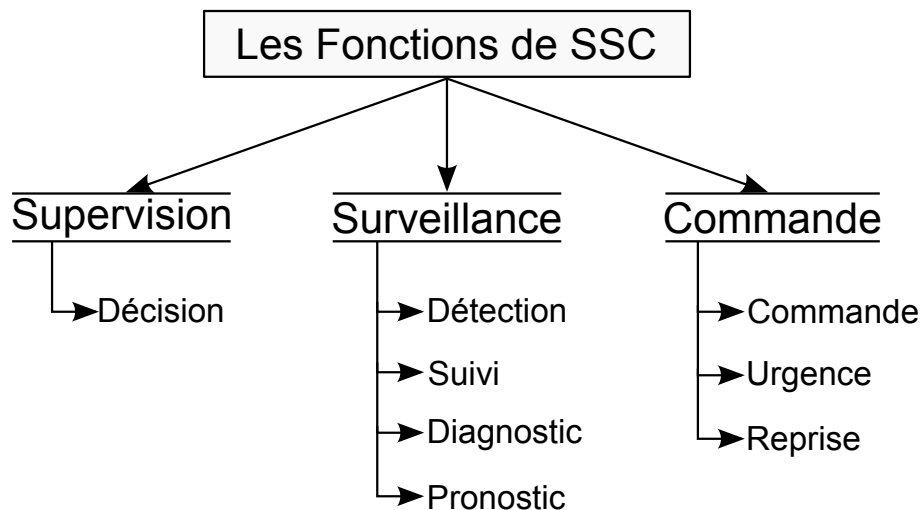 Les Fonctions de SSC
Supervision
Décision
Surveillance
Détection
Suivi
Diagnostic
Pronostic
Commande
Commande
Urgence
Reprise